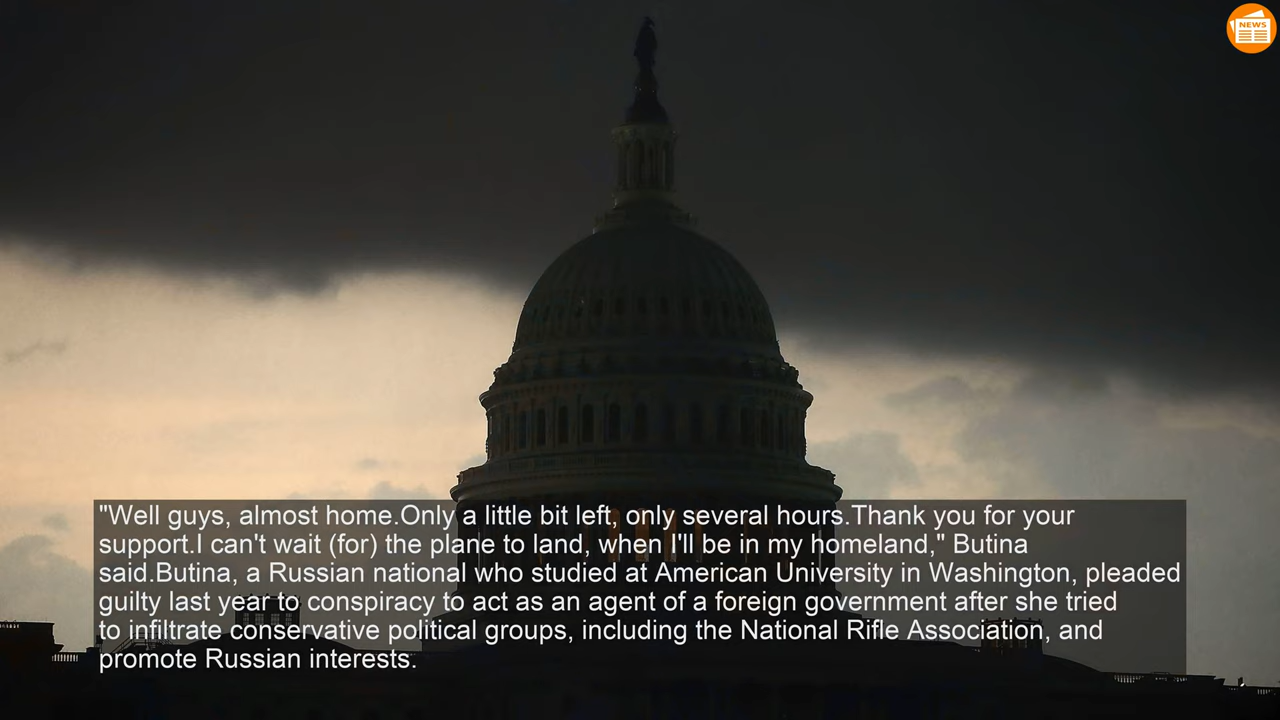 NEWS
"Well guys, almost home.Only a little bit left, only several hours.Thank you for your
support.I can't wait (for) the plane to land, when I'll be in my homeland," Butina
said.Butina, a Russian national who studied at American University in Washington, pleaded
guilty last year to conspiracy to act as an agent of a foreign government after she tried
to infiltrate conservative political groups, including the National Rifle Association, and
promote Russian interests.